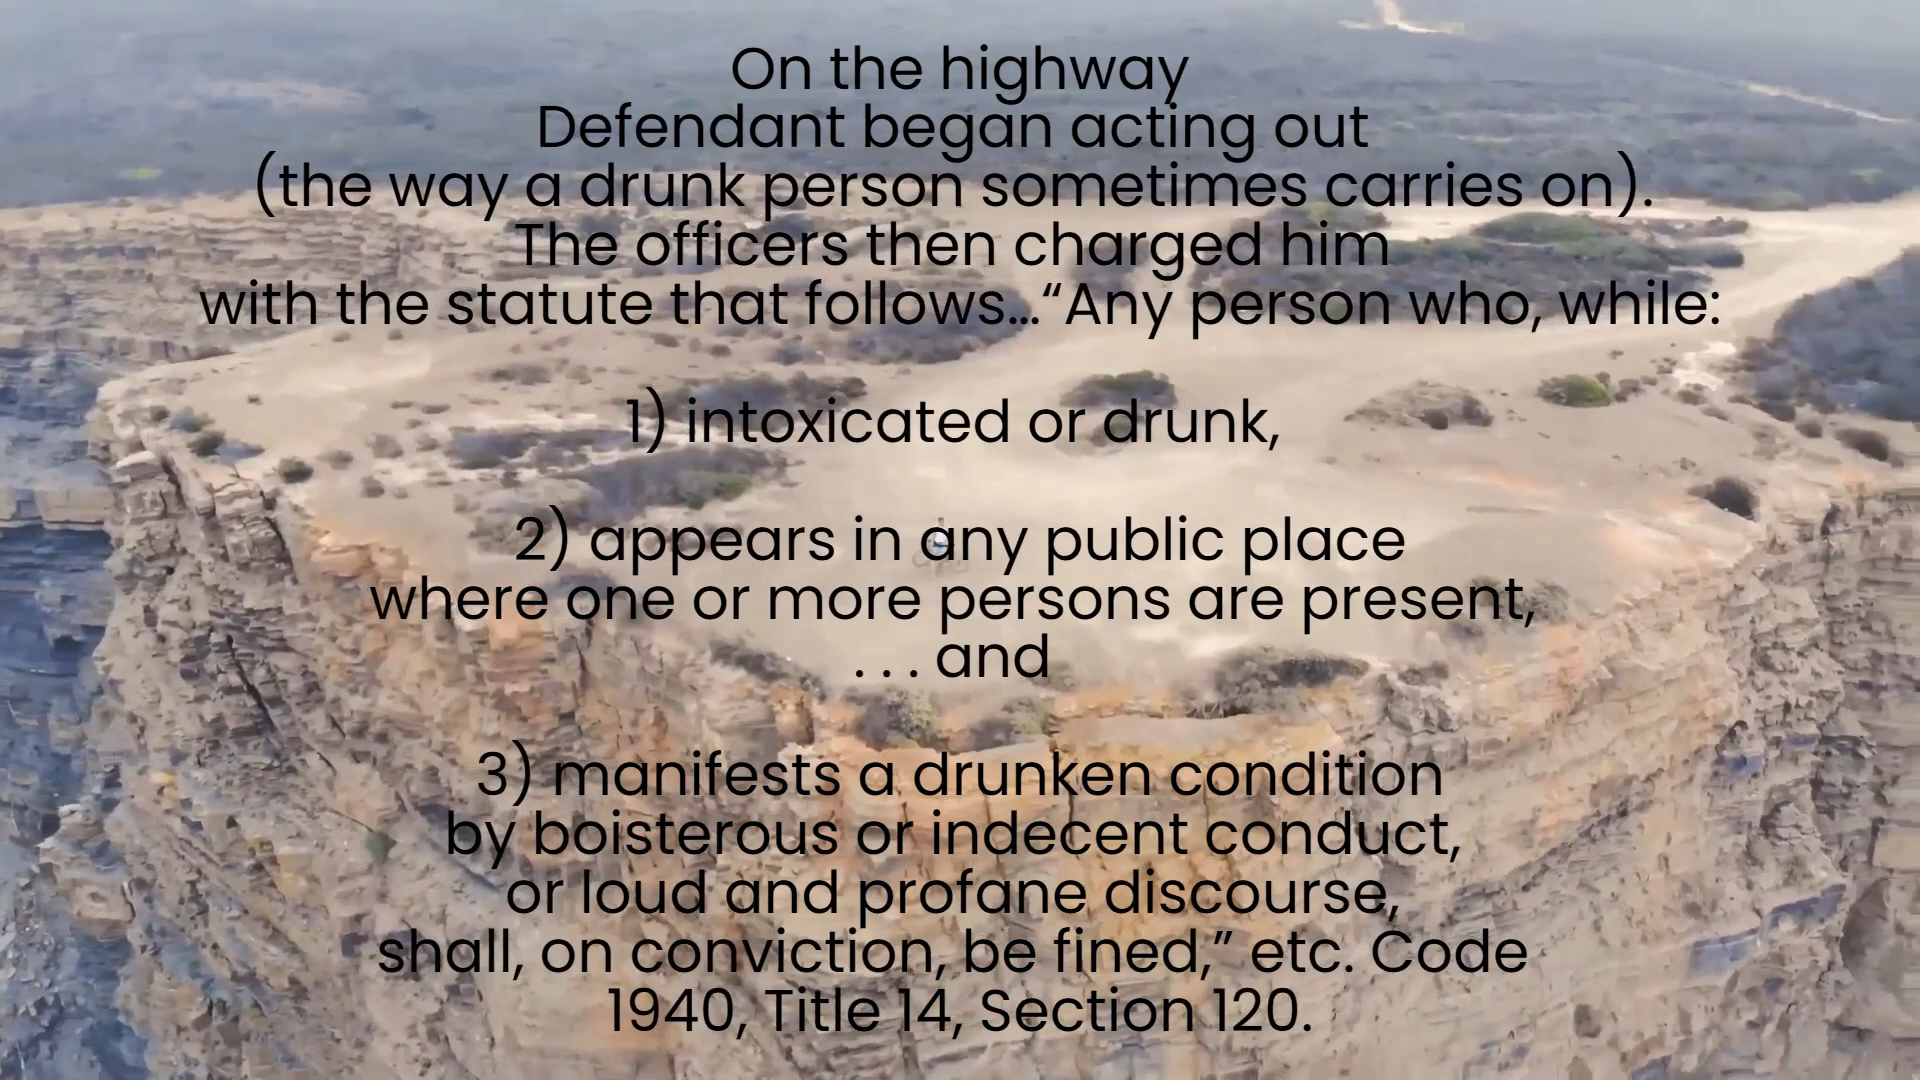 On the highway
Defendant began acting out
(the way a drunk person sometimes carries on).
The officers then charged him
with the statute that follows…“Any person who, while:
1) intoxicated or drunk,
2) appears in any public place
where one or more persons are present,
. . . and
3) manifests a drunken condition
by boisterous or indecent conduct,
or loud and profane discourse,
shall, on conviction, be fined,” etc. Code
1940, Title 14, Section 120.